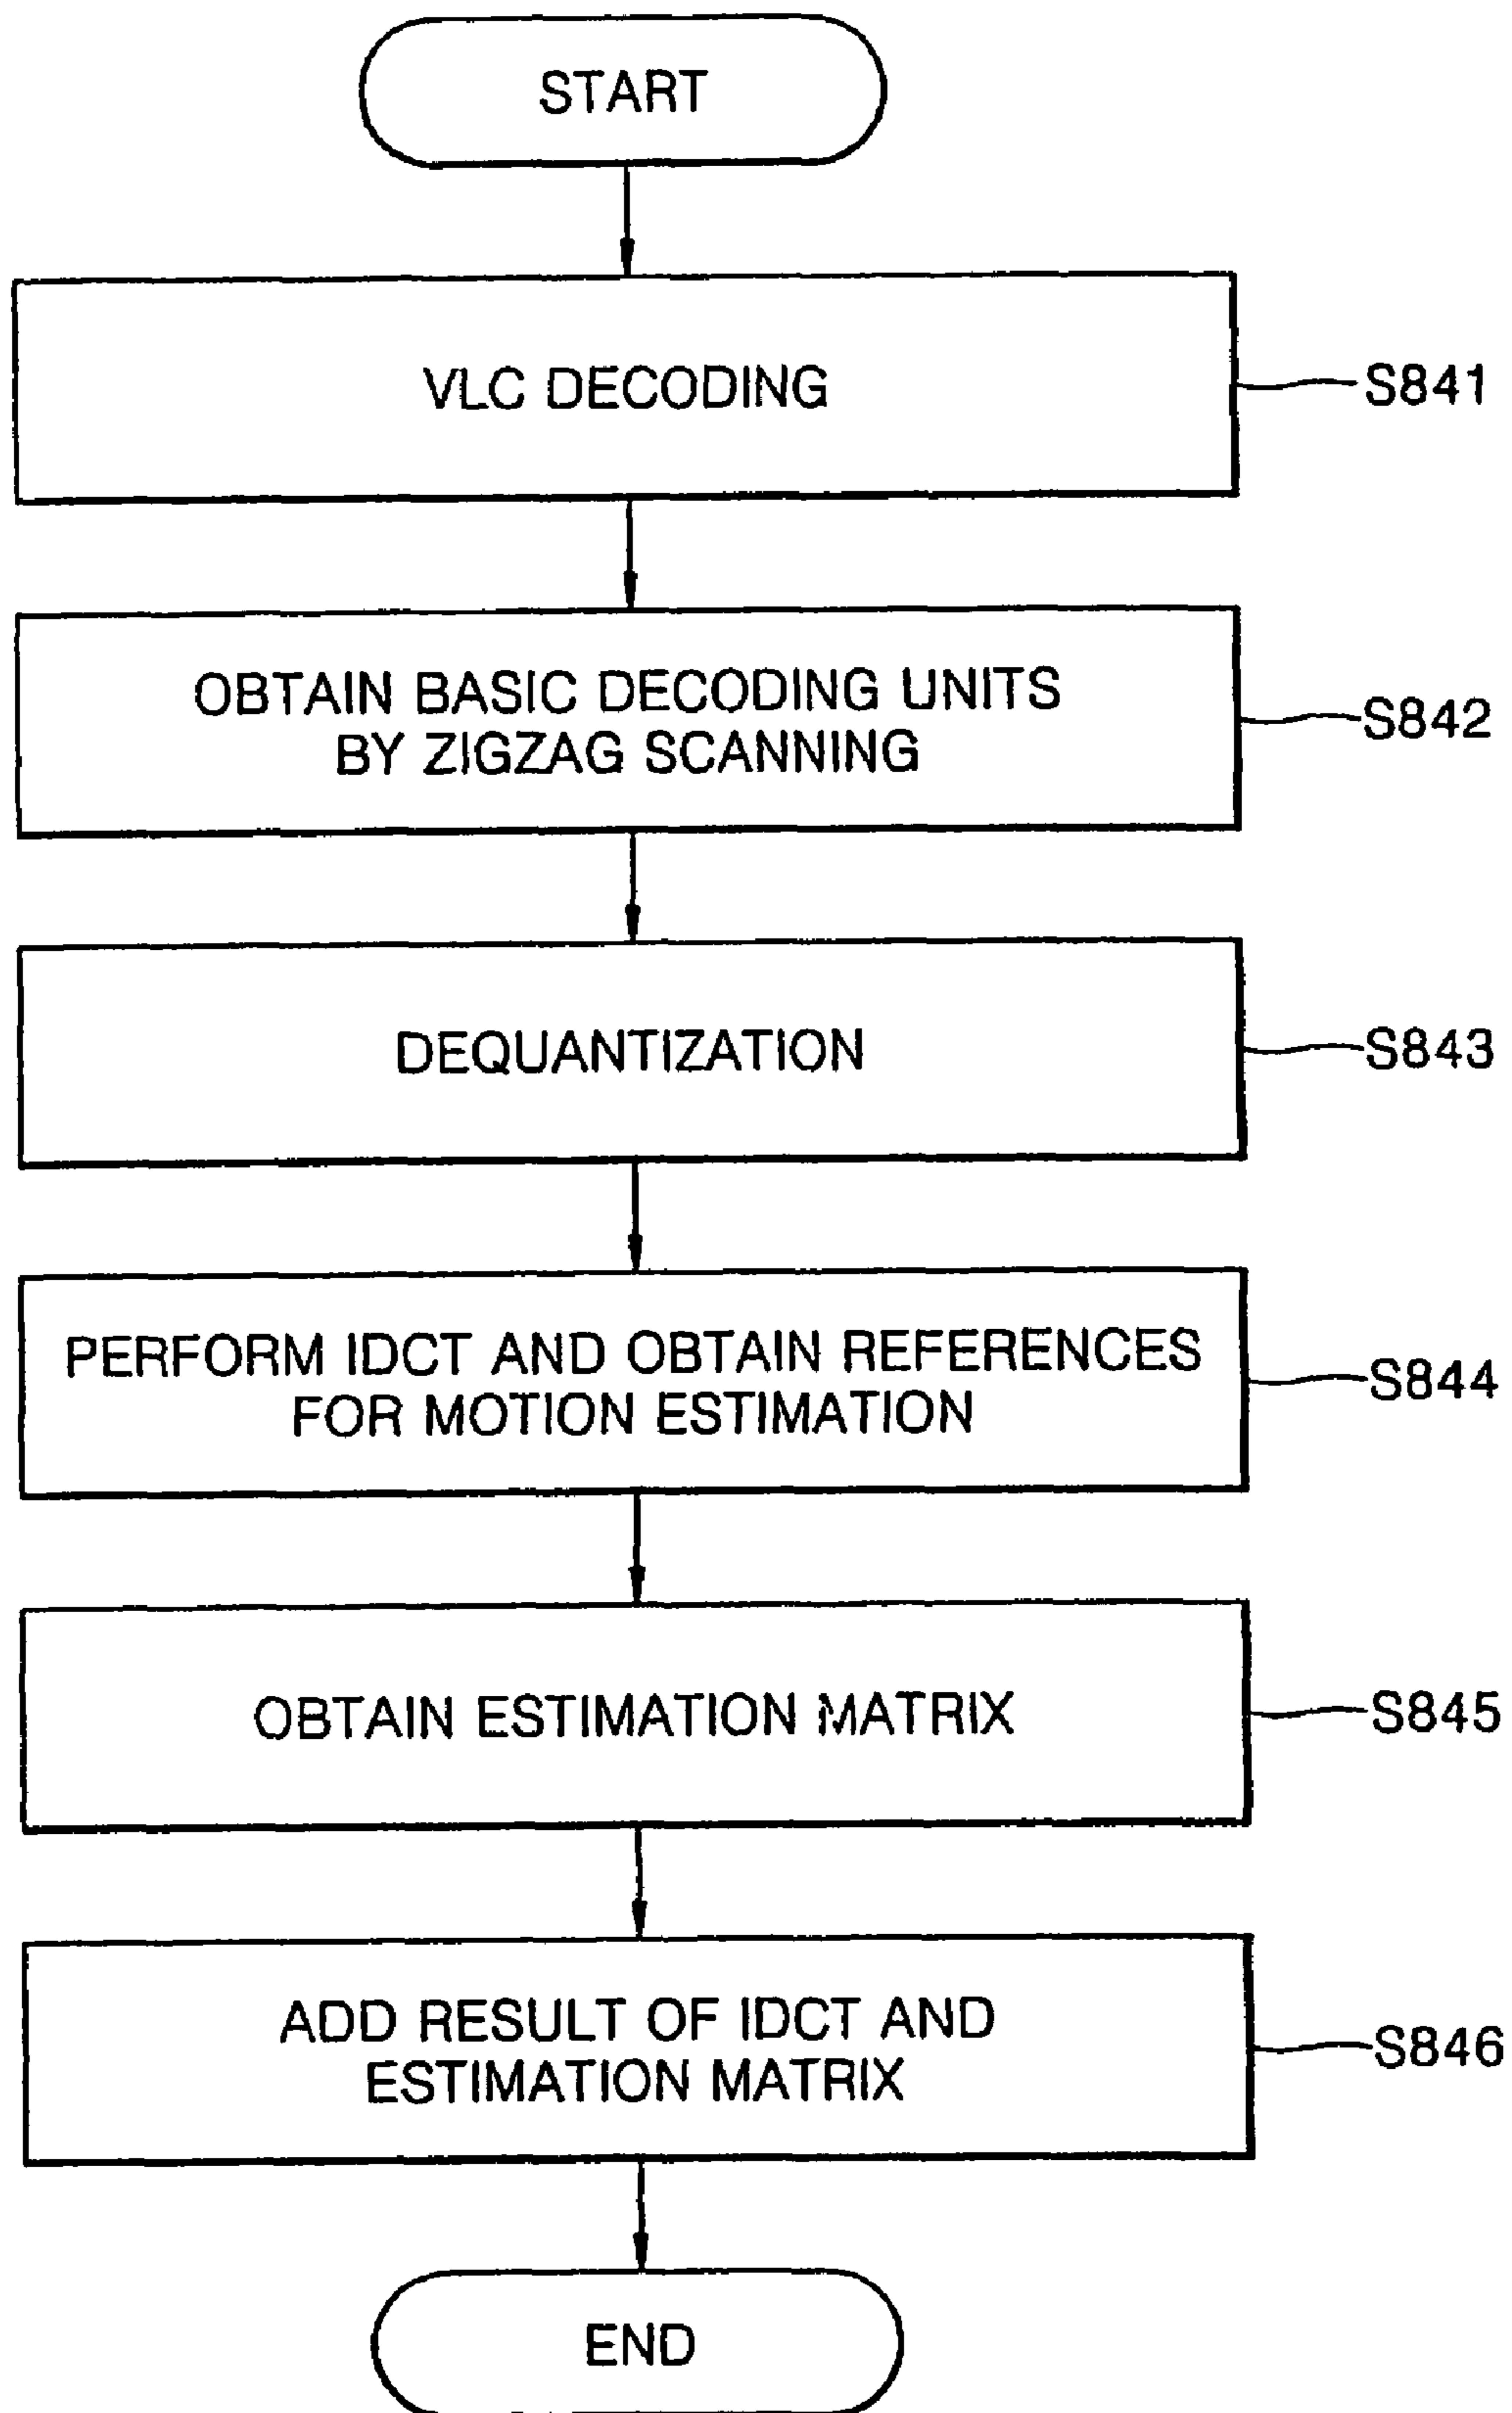 START
VLC DECODING
S841
OBTAIN BASIC DECODING UNITS
BY ZIGZAG SCANNING
S842
DEQUANTIZATION
S843
PERFORM IDCT AND OBTAIN REFERENCES
FOR MOTION ESTIMATION
S844
OBTAIN ESTIMATION MATRIX
S845
ADD RESULT OF IDCT AND
ESTIMATION MATRIX
S846
END